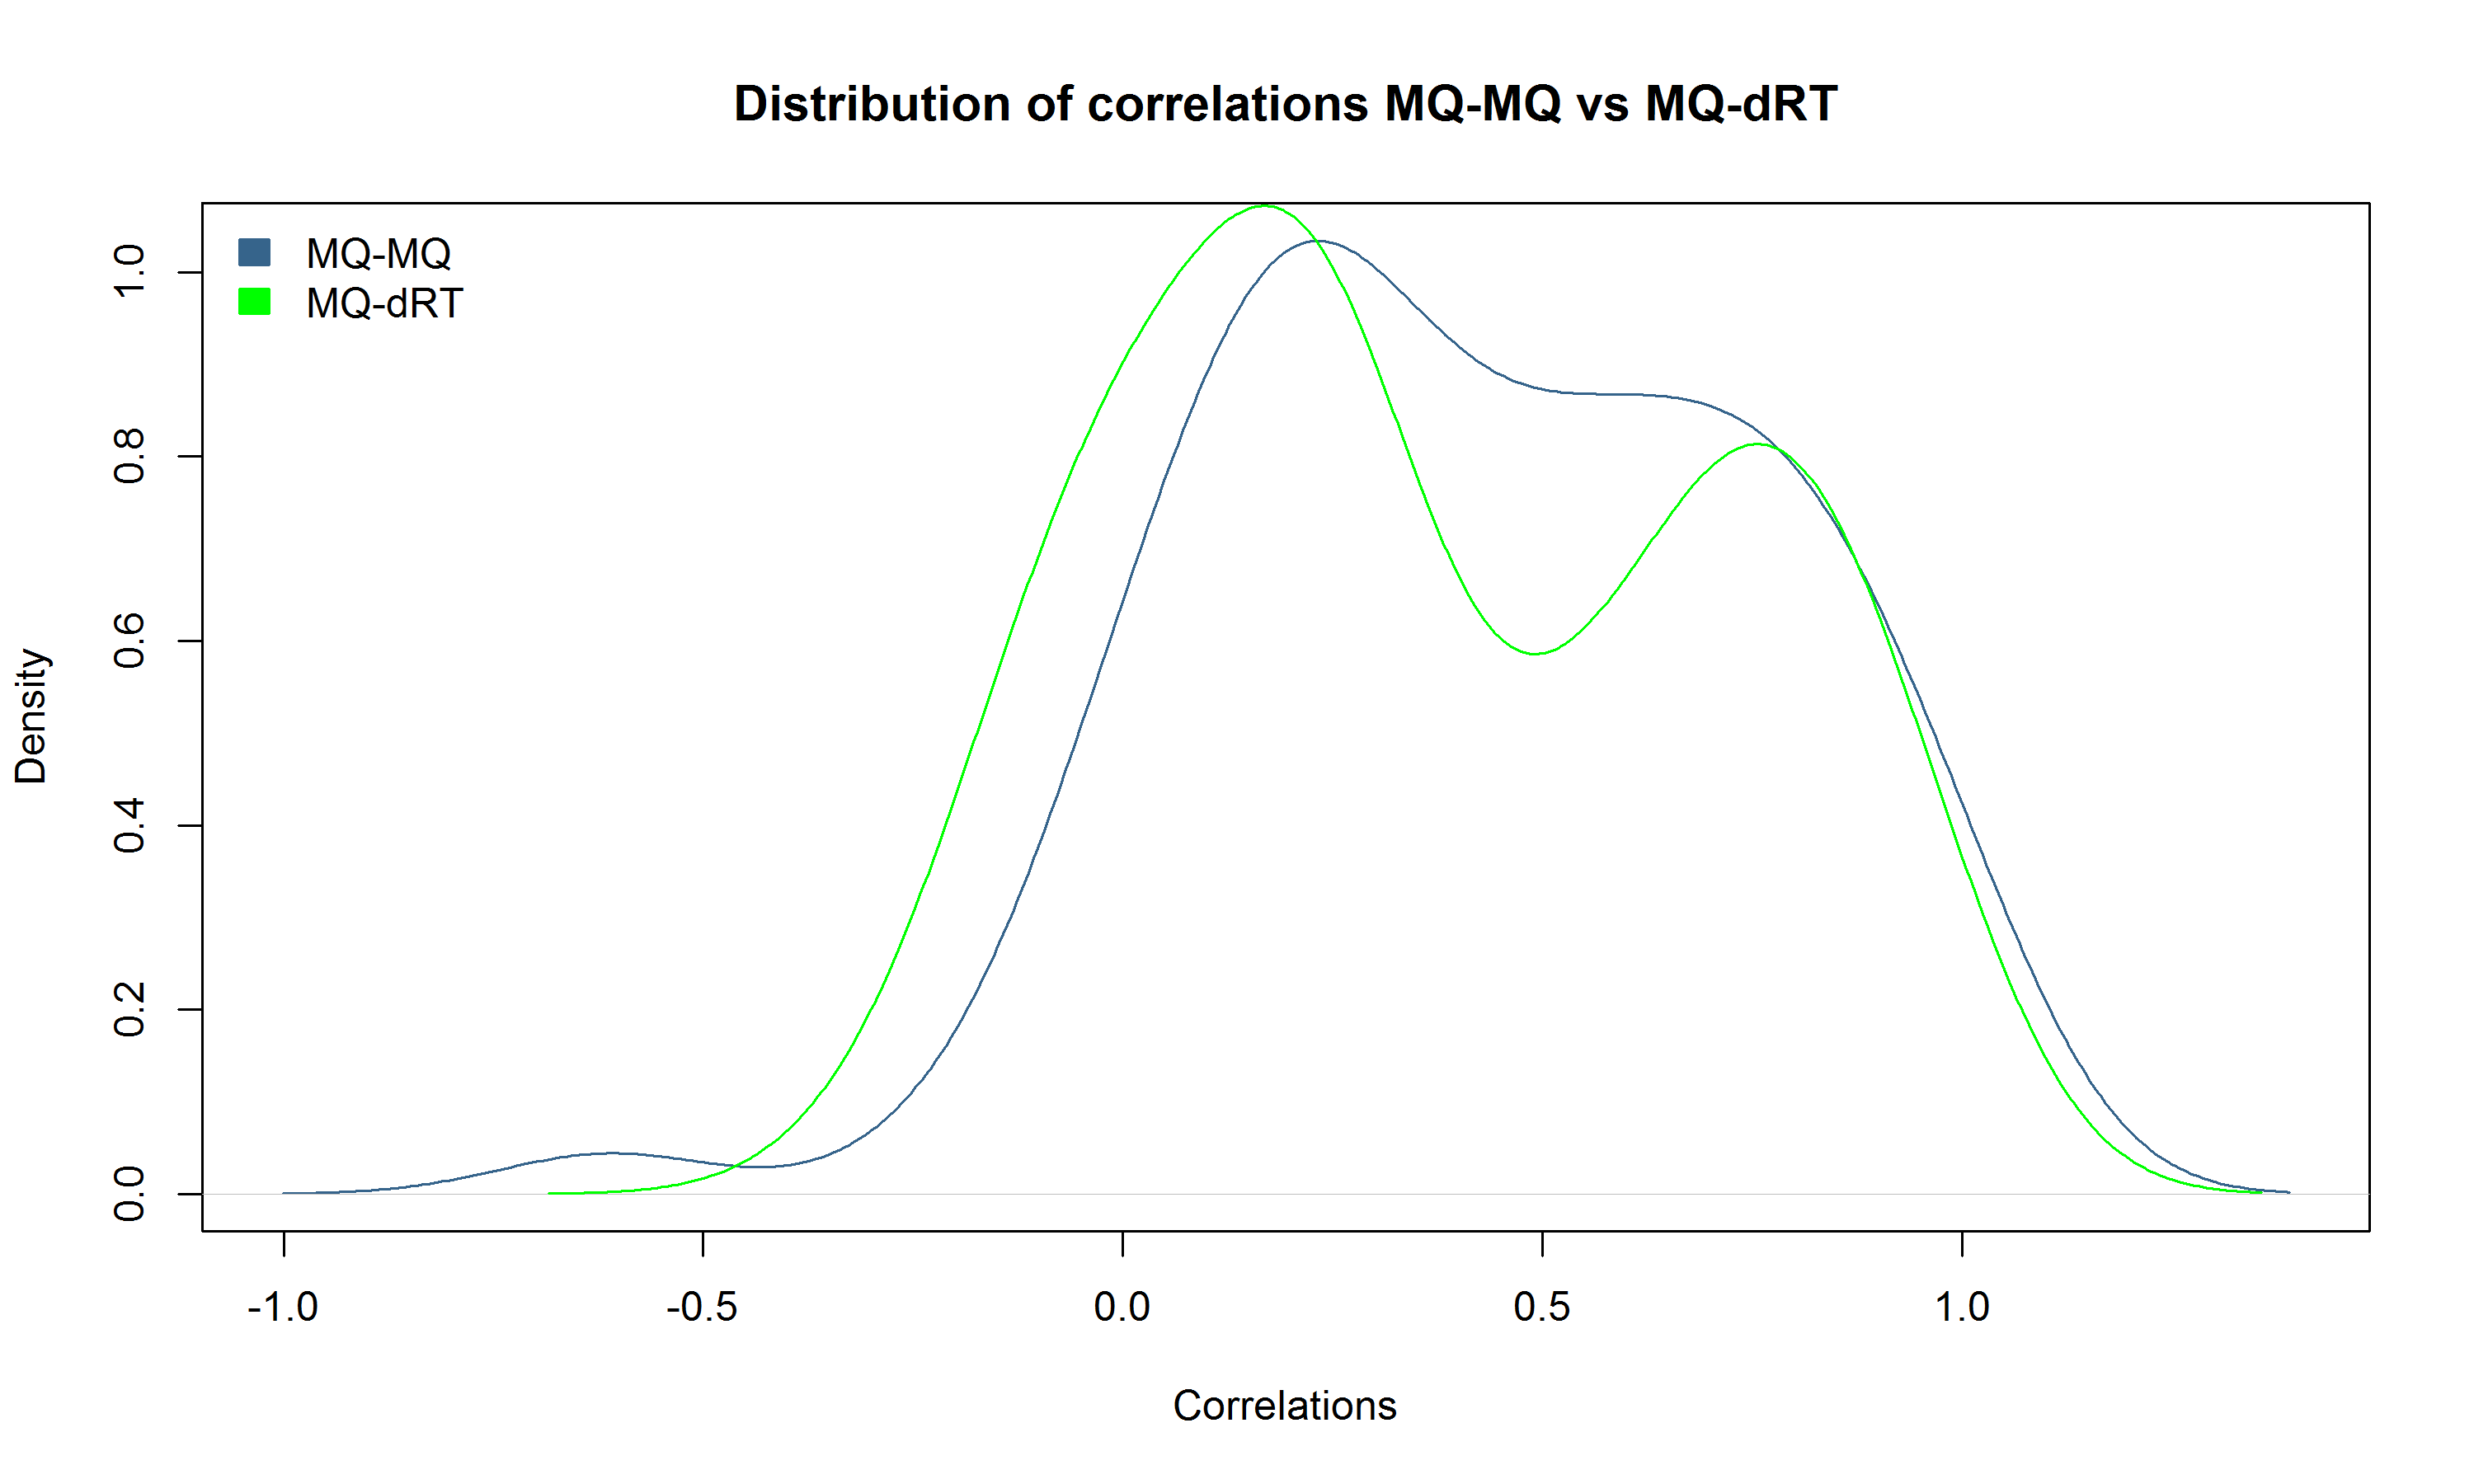 Distribution of correlations MQ-MQ vs MQ-dRT
MQ-MQ
MQ-dRT
1.0
0.8
0.6
0.4
0.2
0.0
Density
-1.0 -0.5 0.0 0.5 1.0
Correlations